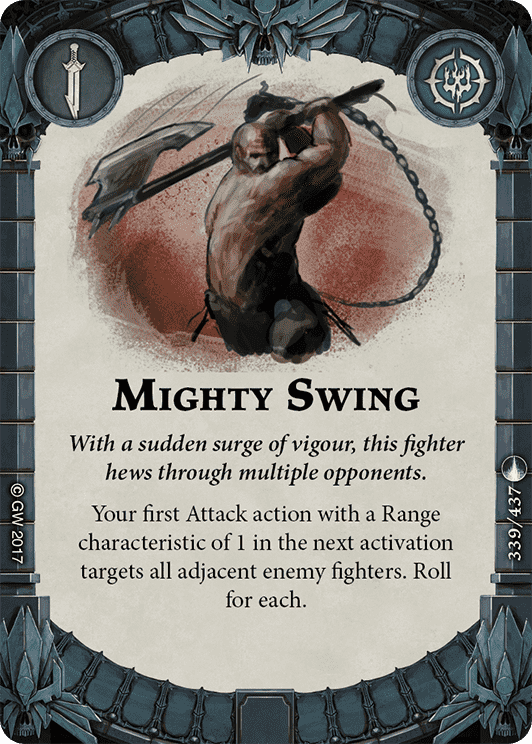 Mighty Swing
With a sudden surge of vigour, this fighter
hews through multiple opponents.
Your first Attack action with a Range
characteristic of 1 in the next activation
targets all adjacent enemy fighters. Roll
for each.
© GW 2017
339/437